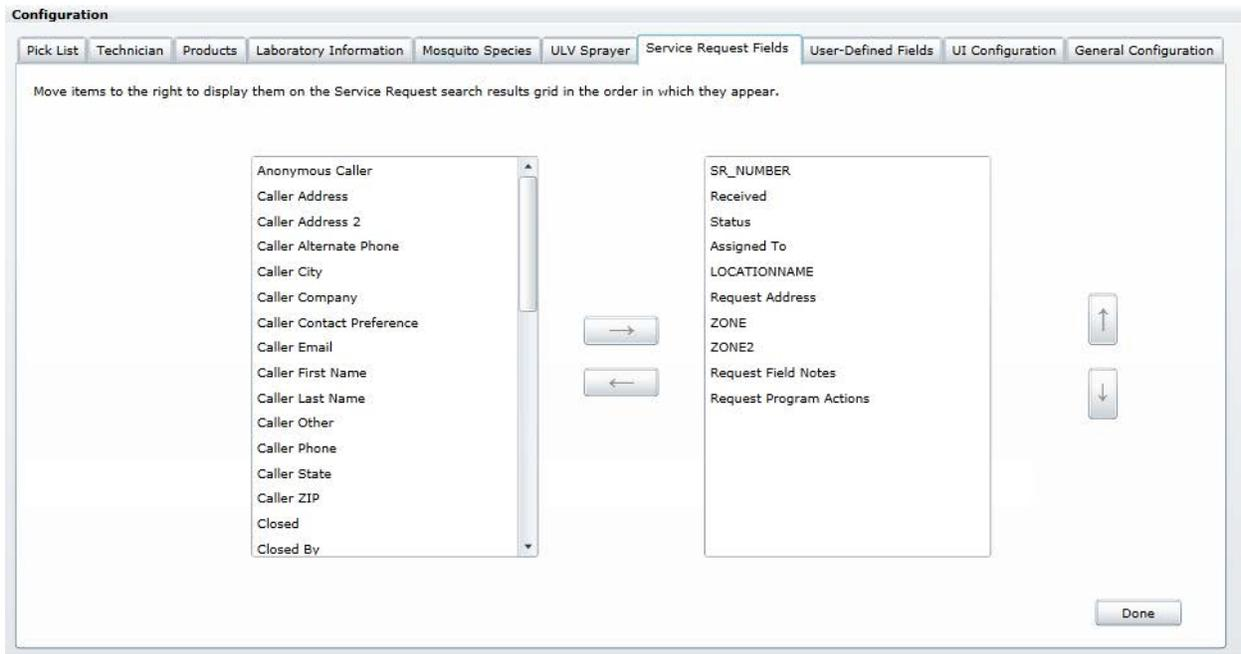 Configuration
Pick List Technician Products Laboratory Information Mosquito Species ULV Sprayer Service Request Fields User-Defined Fields UI Configuration General Configuration
Move items to the right to display them on the Service Request search results grid in the order in which they appear.
Anonymous Caller
Caller Address
Caller Address 2
Caller Alternate Phone
Caller City
Caller Company
Caller Contact Preference
Caller Email
Caller First Name
Caller Last Name
Caller Other
Caller Phone
Caller State
Caller ZIP
Closed
Closed By
→
←
SR_NUMBER
Received
Status
Assigned To
LOCATIONNAME
Request Address
ZONE
ZONE2
Request Field Notes
Request Program Actions
↑
↓
Done